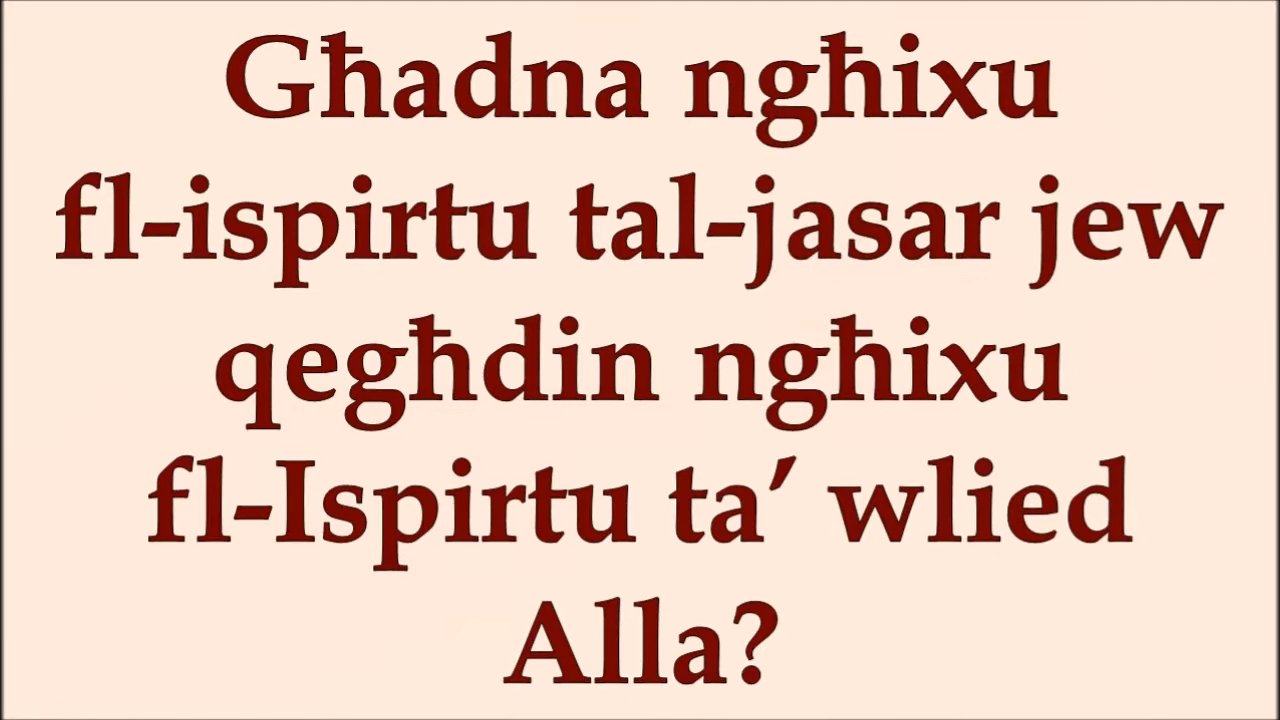 Għadna ngħixu
fl-ispirtu tal-jasar jew
qegħdin ngħixu
fl-Ispirtu ta’ wlied
Alla?